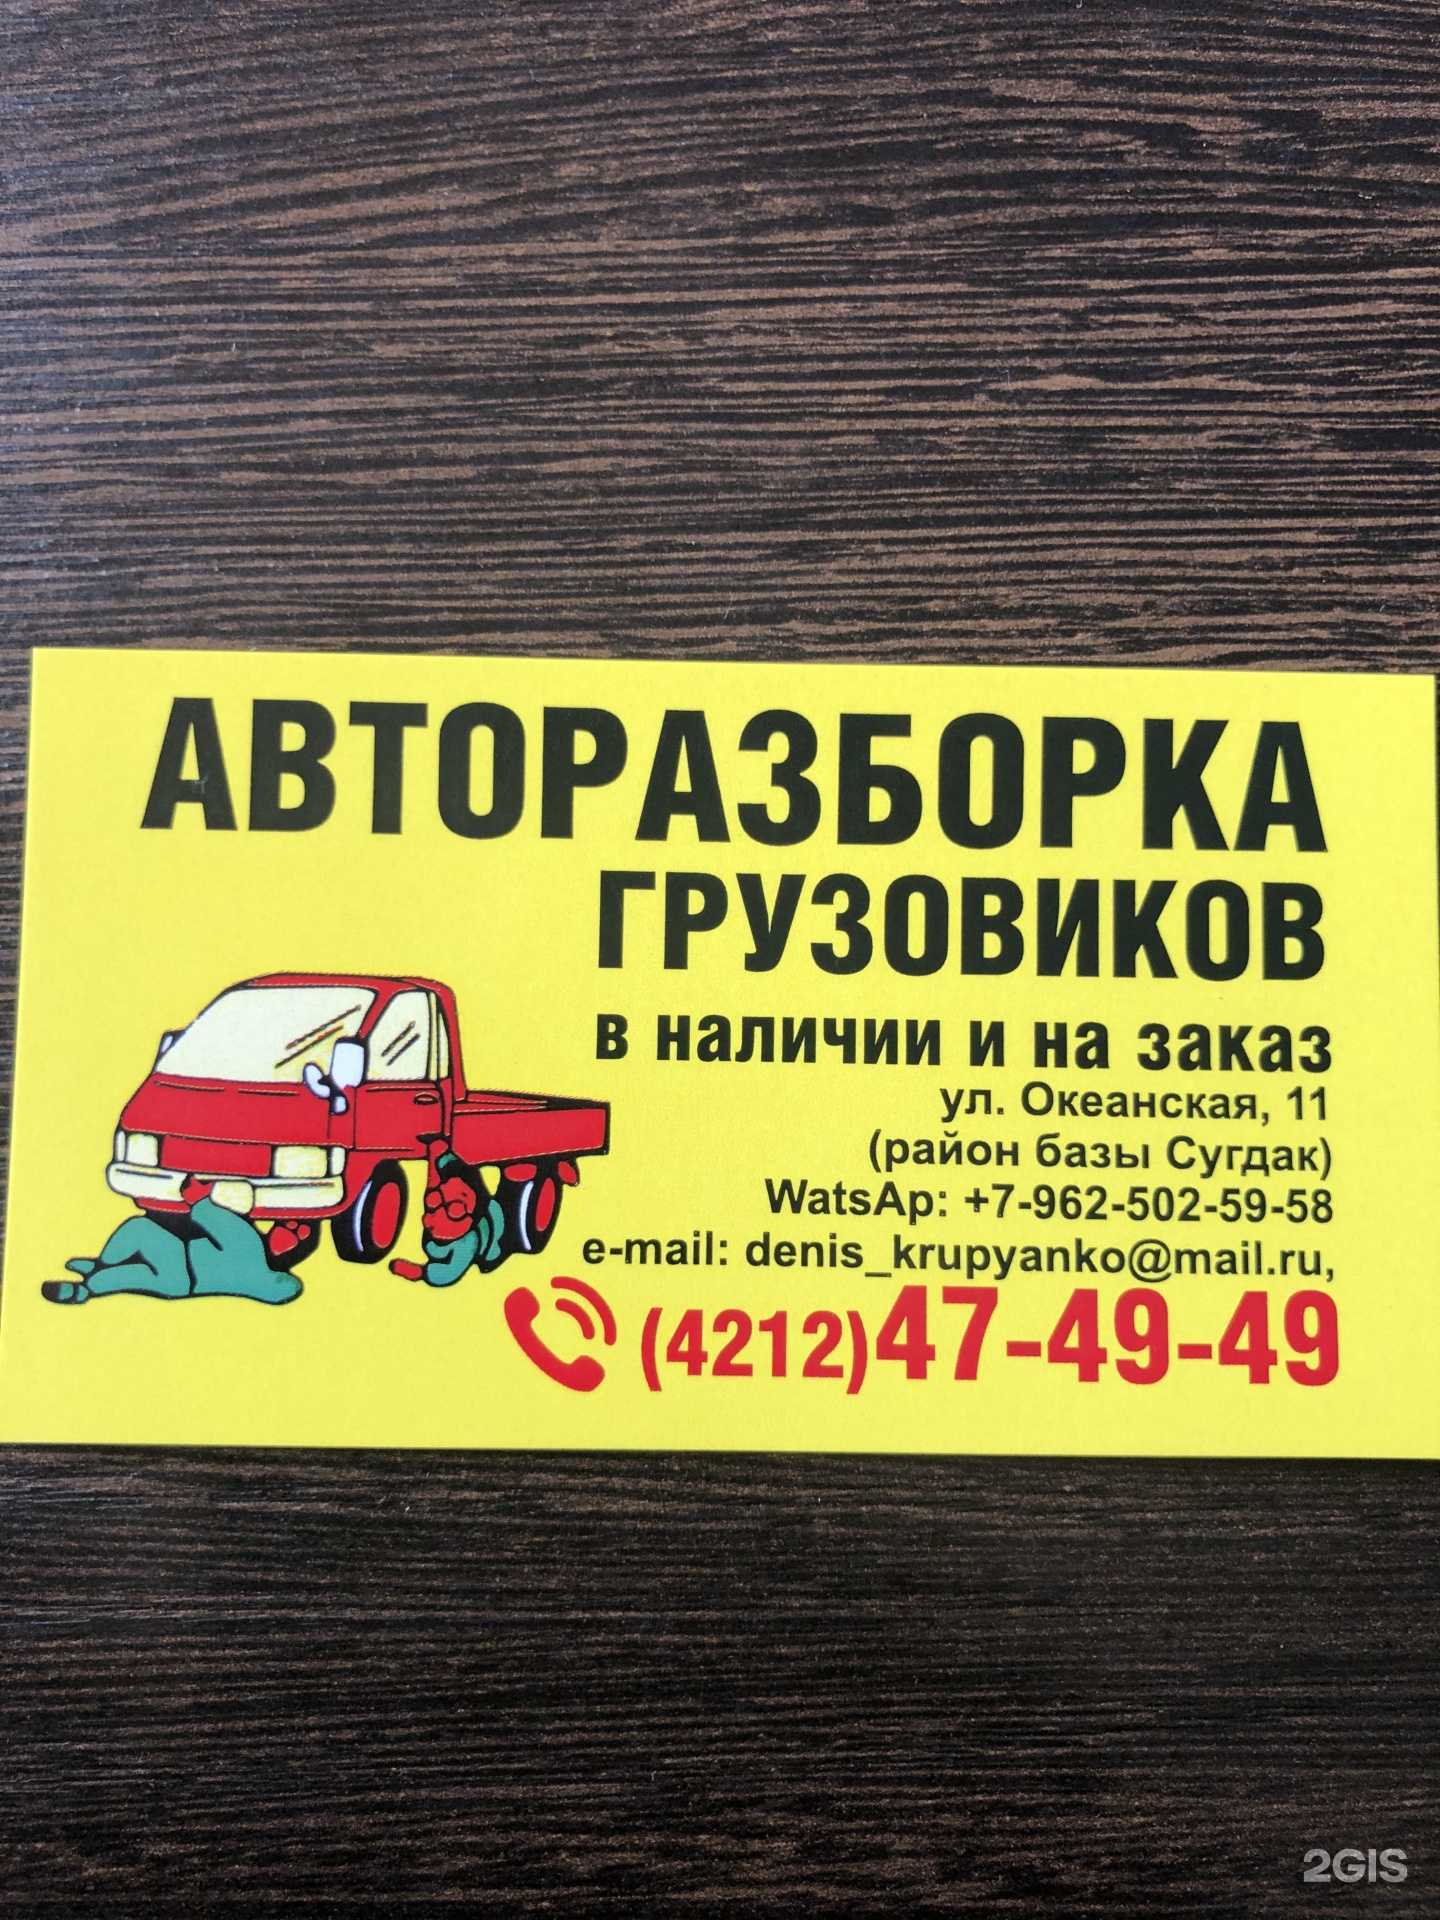 АВТОРАЗБОРКА
ГРУЗОВИКОВ
в наличии и на заказ
ул. Океанская, 11
(район базы Сугдак)
WatsAp: +7-962-502-59-58
e-mail: denis_krupyanko@mail.ru,
(4212)47-49-49
2GIS